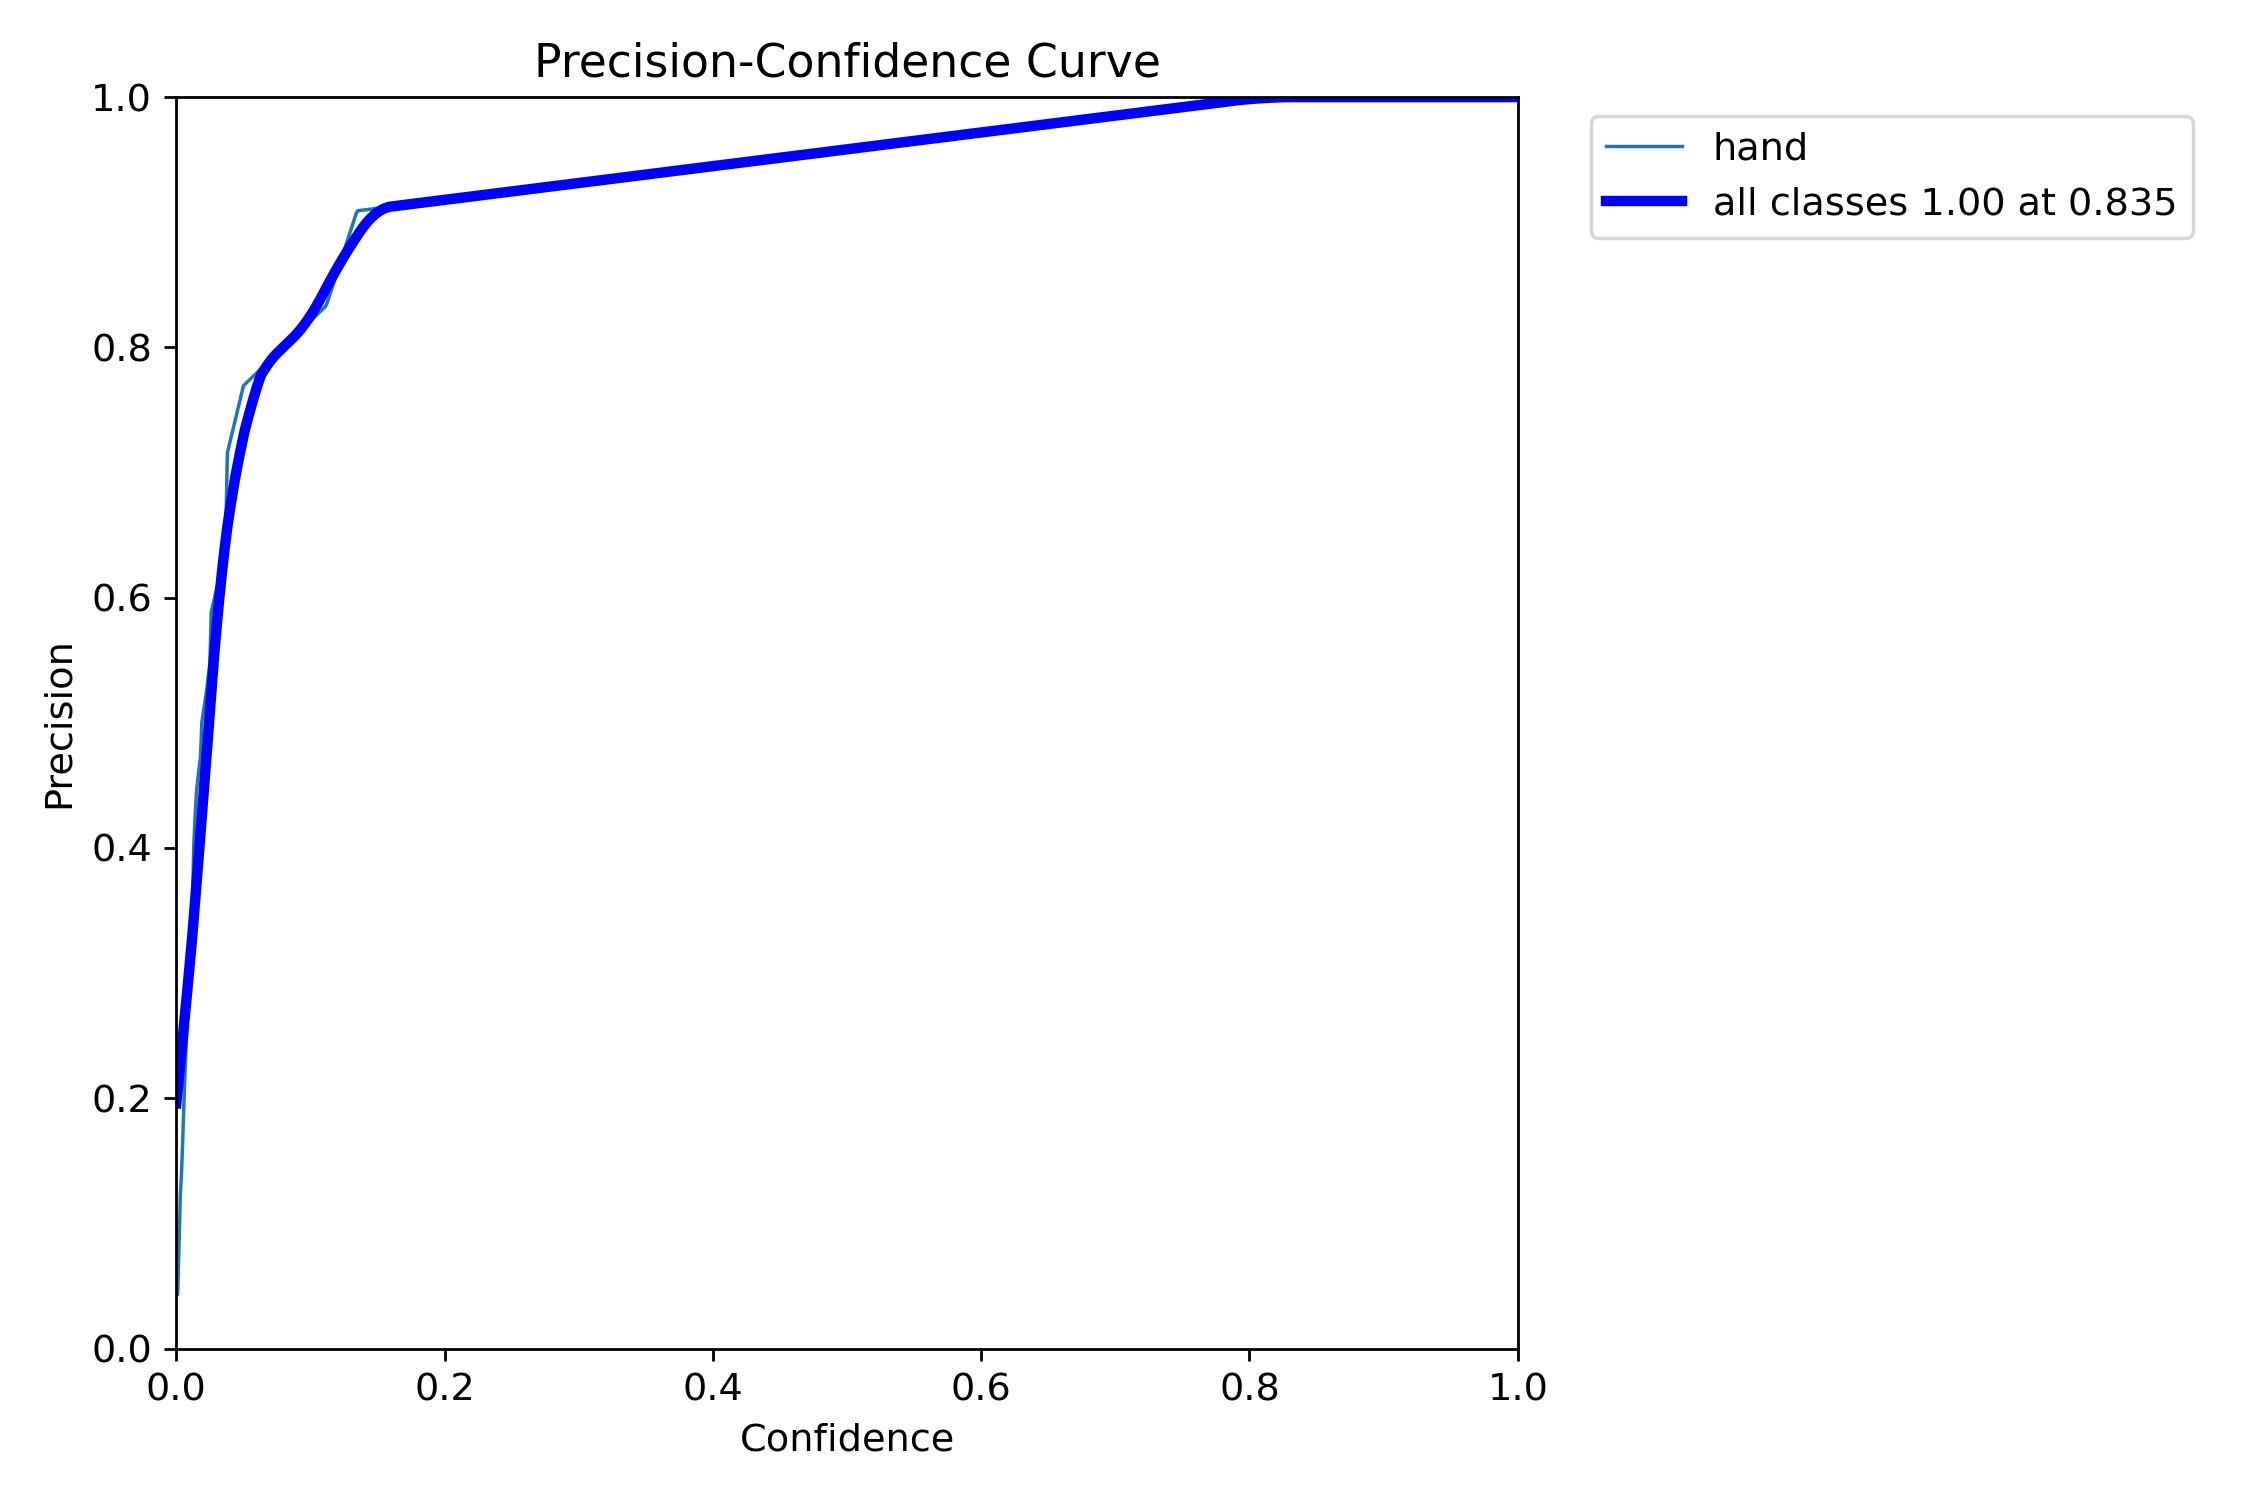 Precision-Confidence Curve
1.0
0.8
0.6
0.4
0.2
0.0
Precision
0.0 0.2 0.4 0.6 0.8 1.0
Confidence
hand
all classes 1.00 at 0.835